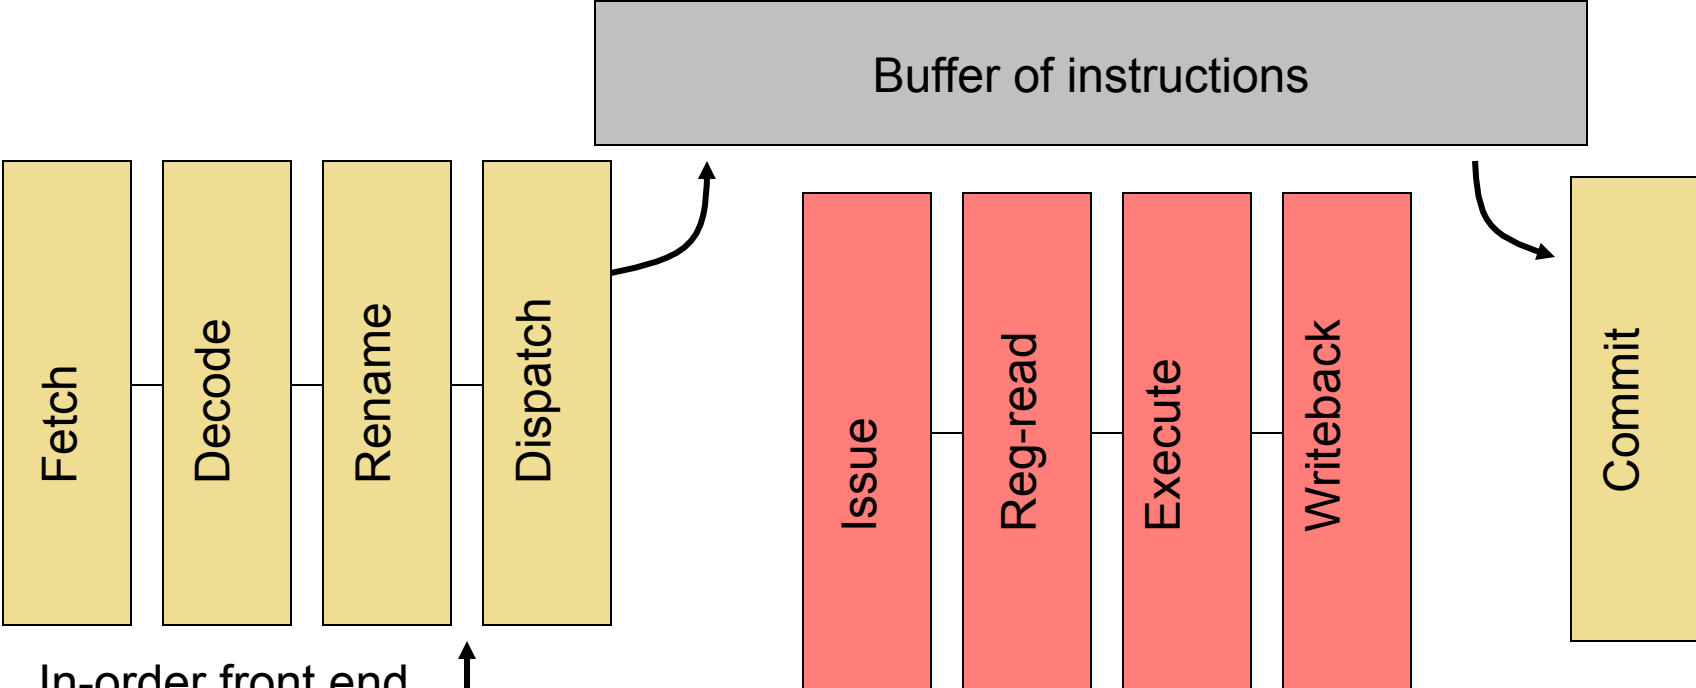 Buffer of instructions
Fetch
Decode
Rename
Dispatch
Issue
Reg-read
Execute
Writeback
Commit
In-order front end